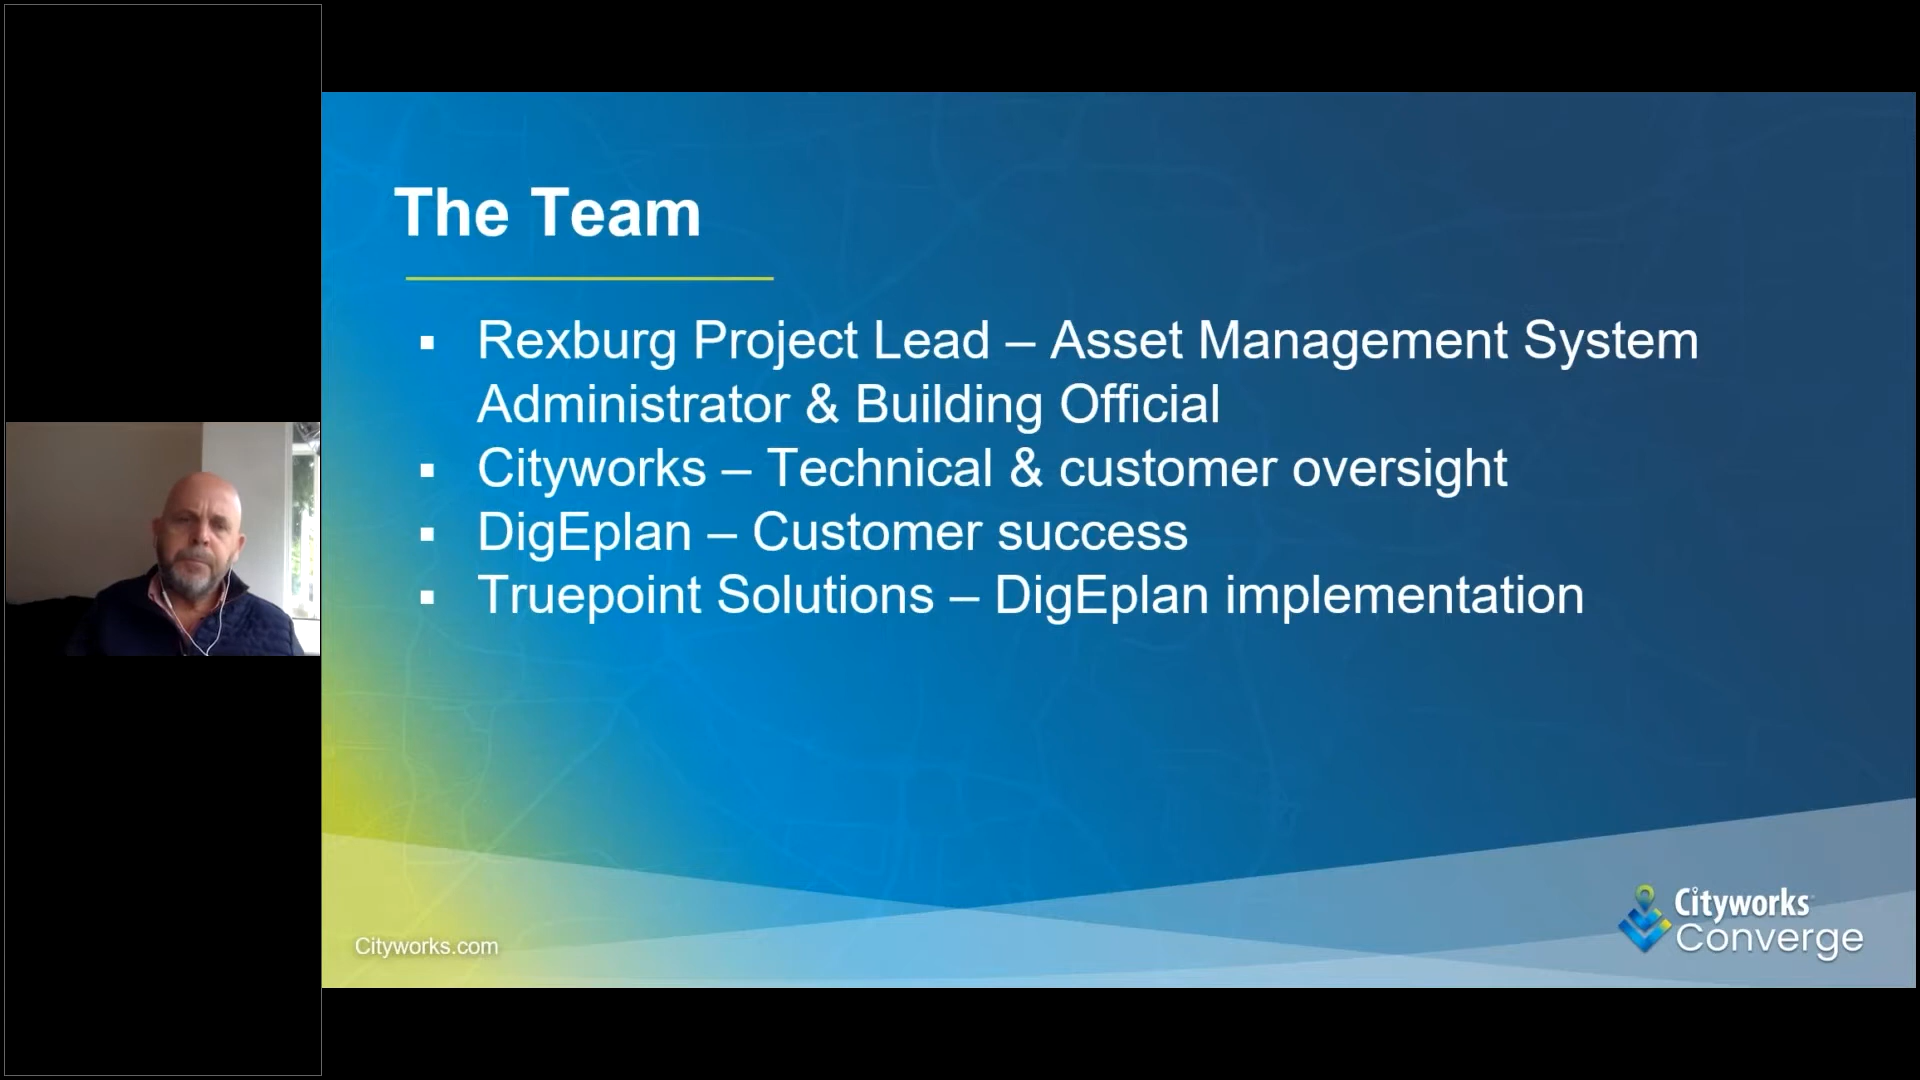 The Team
▪ Rexburg Project Lead – Asset Management System
Administrator & Building Official
▪ Cityworks – Technical & customer oversight
▪ DigEplan – Customer success
▪ Truepoint Solutions – DigEplan implementation
Cityworks.com
Cityworks
Converge